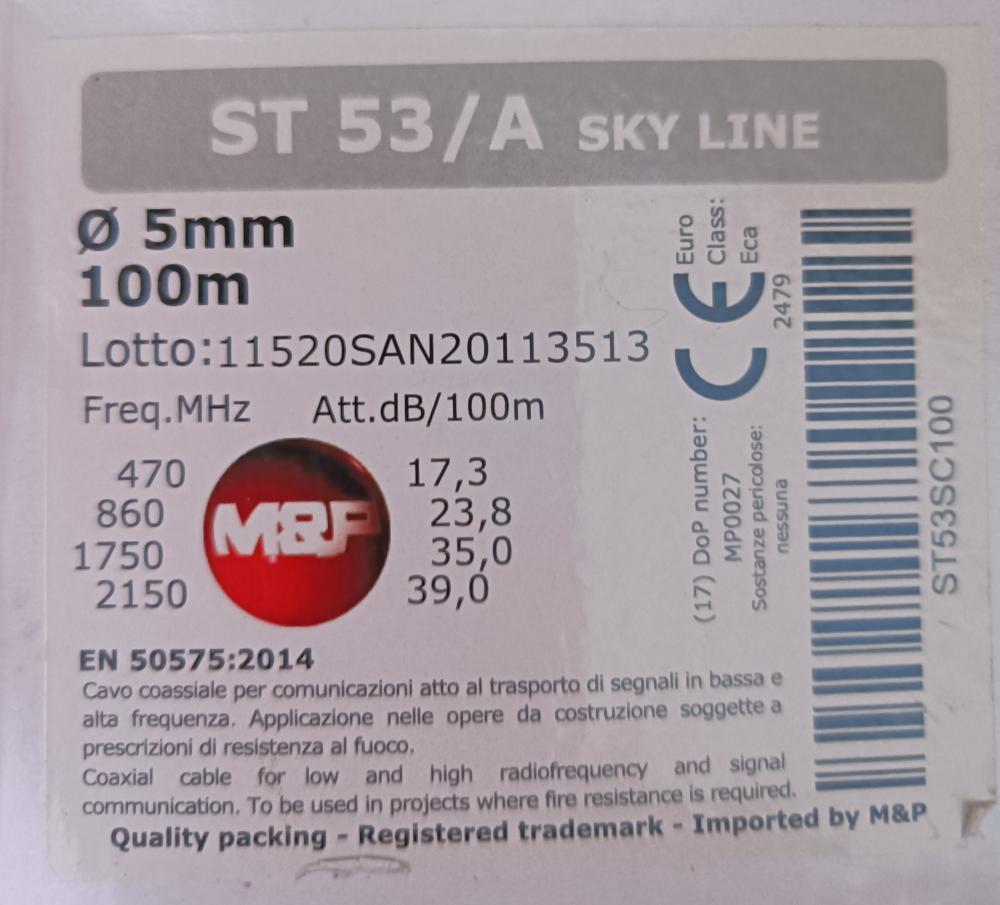 ST 53/A SKY LINE
Ø 5mm
100m
Lotto:11520SAN20113513
Freq.MHz Att.dB/100m
470 17,3
860 23,8
1750 35,0
2150 39,0
M&P
EN 50575:2014
Cavo coassiale per comunicazioni atto al trasporto di segnali in bassa e
alta frequenza. Applicazione nelle opere da costruzione soggette a
prescrizioni di resistenza al fuoco.
Coaxial cable for low and high radiofrequency and signal
communication. To be used in projects where fire resistance is required.
Quality packing - Registered trademark - Imported by M&P
CE
Euro
Class:
Eca
2479
(17) DoP number:
MP0027
Sostanze pericolose:
nessuna
ST53SC100